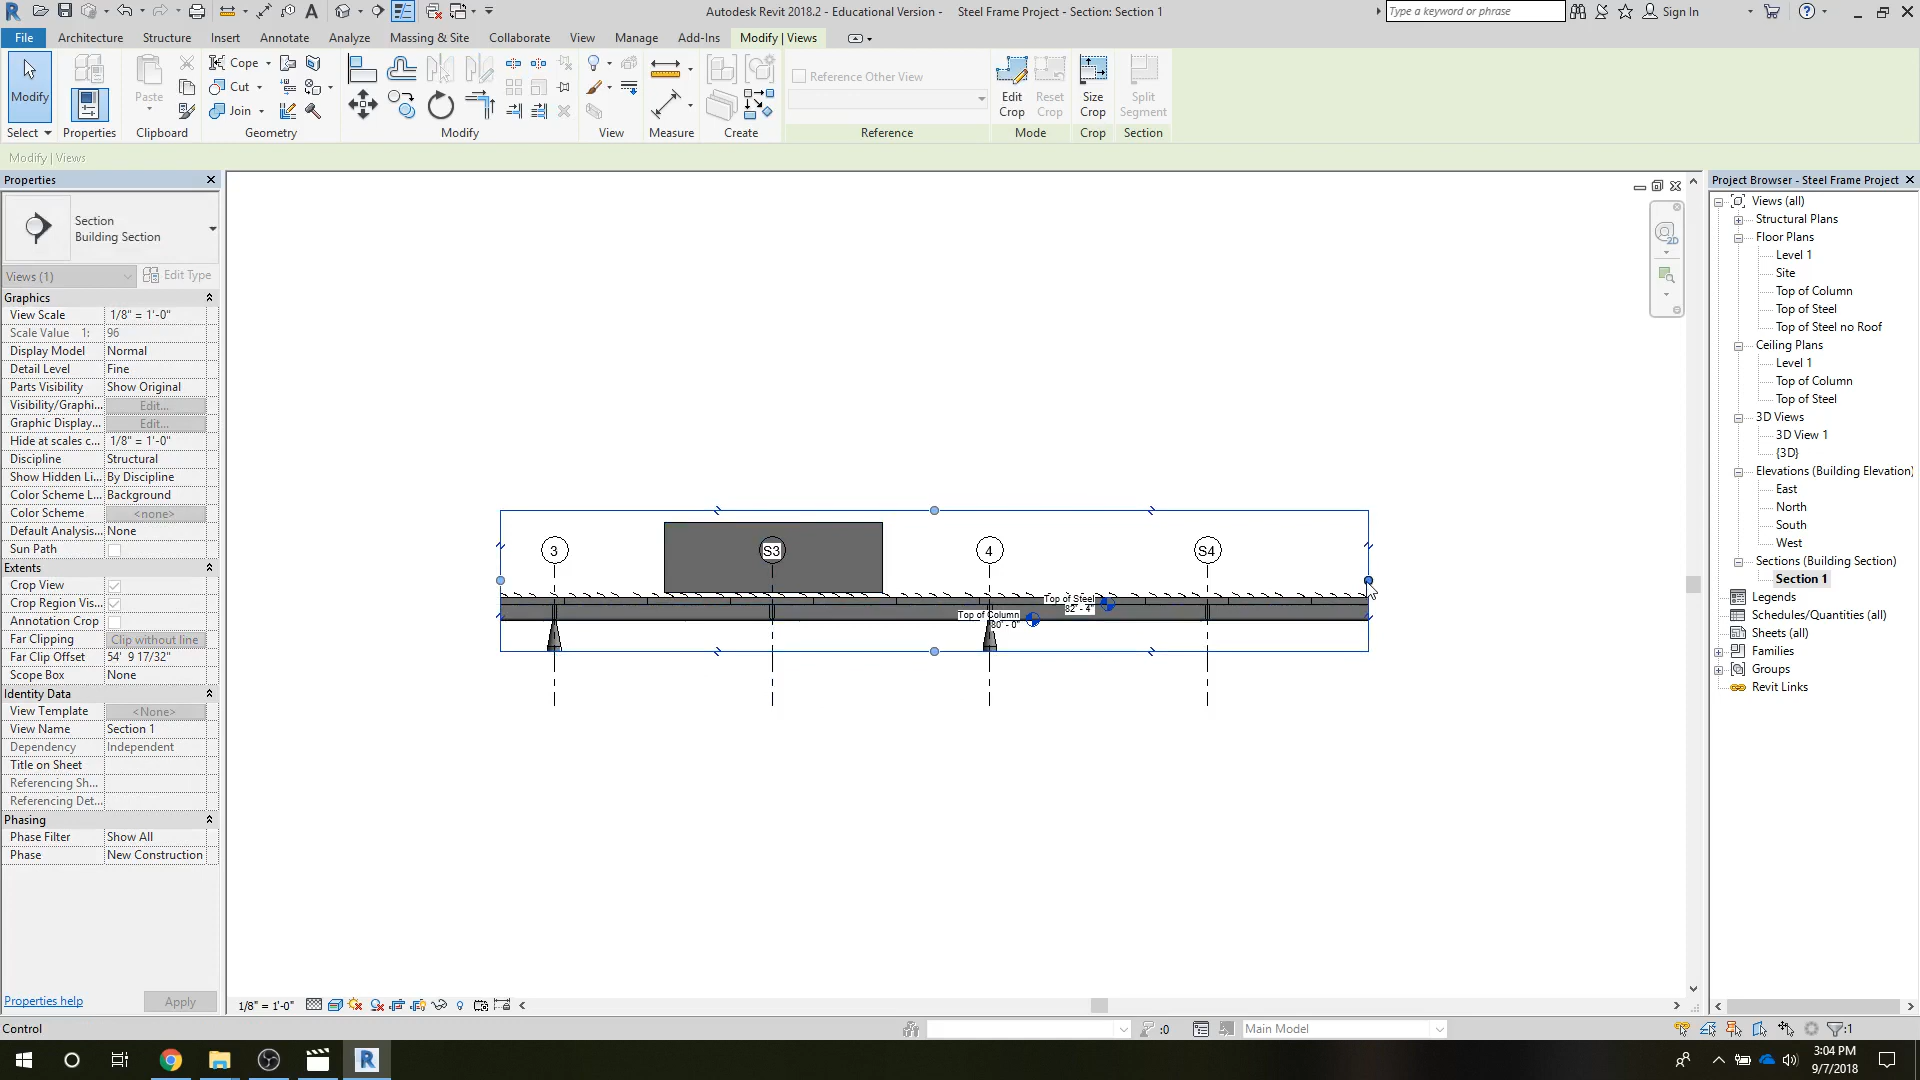 Autodesk Revit 2018.2 - Educational Version - Steel Frame Project - Section: Section 1
Type a keyword or phrase
Sign In
File Architecture Structure Insert Annotate Analyze Massing & Site Collaborate View Manage Add-Ins Modify | Views
Modify
Paste
Cope
Cut
Join
Reference Other View
Edit Crop
Reset Crop
Size Crop
Split Segment
Select Properties Clipboard Geometry Modify View Measure Create Reference Mode Crop Section
Modify | Views
Properties
Section
Building Section
Views (1) Edit Type
Graphics
View Scale 1/8" = 1'-0"
Scale Value 1: 96
Display Model Normal
Detail Level Fine
Parts Visibility Show Original
Visibility/Graphi... Edit...
Graphic Display... Edit...
Hide at scales c... 1/8" = 1'-0"
Discipline Structural
Show Hidden Li... By Discipline
Color Scheme L... Background
Color Scheme <none>
Default Analysis... None
Sun Path
Extents
Crop View
Crop Region Vis...
Annotation Crop
Far Clipping Clip without line
Far Clip Offset 54' 9 17/32"
Scope Box None
Identity Data
View Template <None>
View Name Section 1
Dependency Independent
Title on Sheet
Referencing Sh...
Referencing Det...
Phasing
Phase Filter Show All
Phase New Construction
Properties help Apply
3 S3 4 S4
Top of Steel
82' - 4"
Top of Column
80' - 0"
2D
Project Browser - Steel Frame Project
Views (all)
Structural Plans
Floor Plans
Level 1
Site
Top of Column
Top of Steel
Top of Steel no Roof
Ceiling Plans
Level 1
Top of Column
Top of Steel
3D Views
3D View 1
{3D}
Elevations (Building Elevation)
East
North
South
West
Sections (Building Section)
Section 1
Legends
Schedules/Quantities (all)
Sheets (all)
Families
Groups
Revit Links
1/8" = 1'-0"
Control
:0
Main Model
:1
3:04 PM
9/7/2018